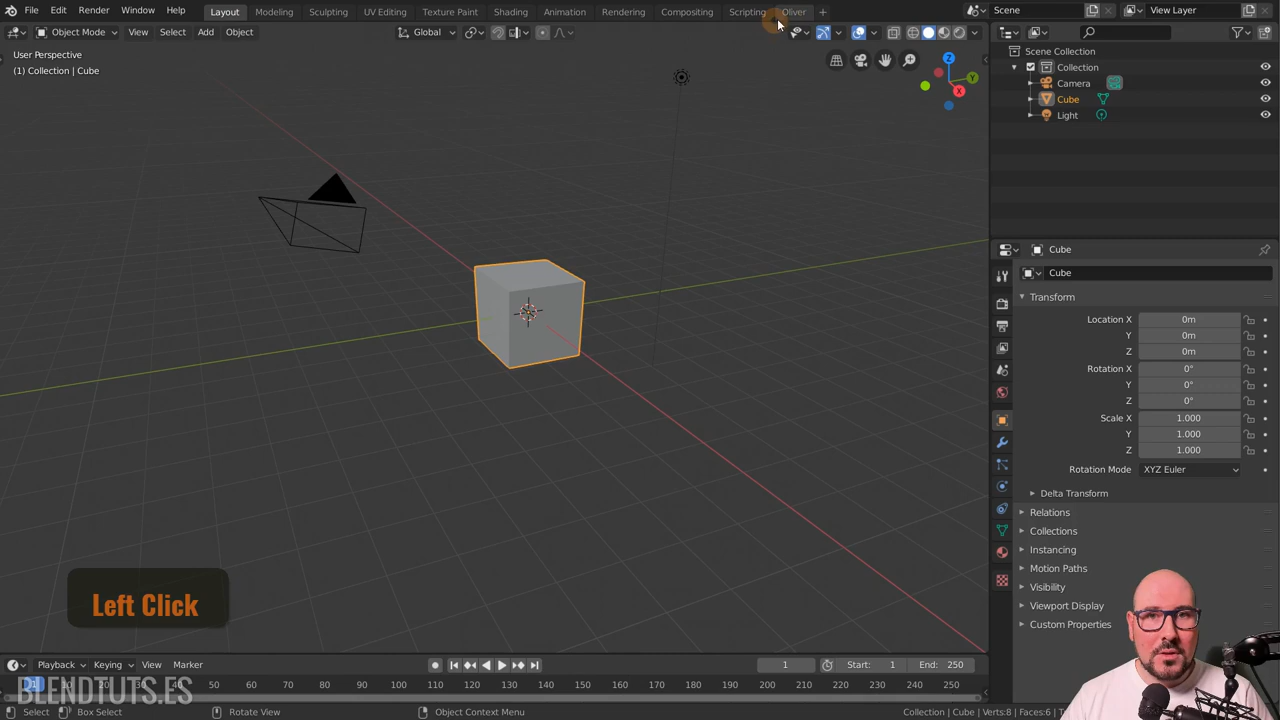 File Edit Render Window Help Layout Modeling Sculpting UV Editing Texture Paint Shading Animation Rendering Compositing Scripting Oliver + Scene View Layer
Object Mode View Select Add Object Global
User Perspective
(1) Collection | Cube
Z
Y
X
Scene Collection
Collection
Camera
Cube
Light
Cube
Cube
Transform
Location X 0m
Y 0m
Z 0m
Rotation X 0°
Y 0°
Z 0°
Scale X 1.000
Y 1.000
Z 1.000
Rotation Mode XYZ Euler
Delta Transform
Relations
Collections
Instancing
Motion Paths
Visibility
Viewport Display
Custom Properties
Left Click
Playback Keying View Marker 1 Start: 1 End: 250
BLENDTUTS.ES
50 60 70 80 90 100 110 120 130 140 150 160 170 180 190 200 210 220 230 240 250
Select Box Select Rotate View Object Context Menu Collection | Cube | Verts:8 | Faces:6 |